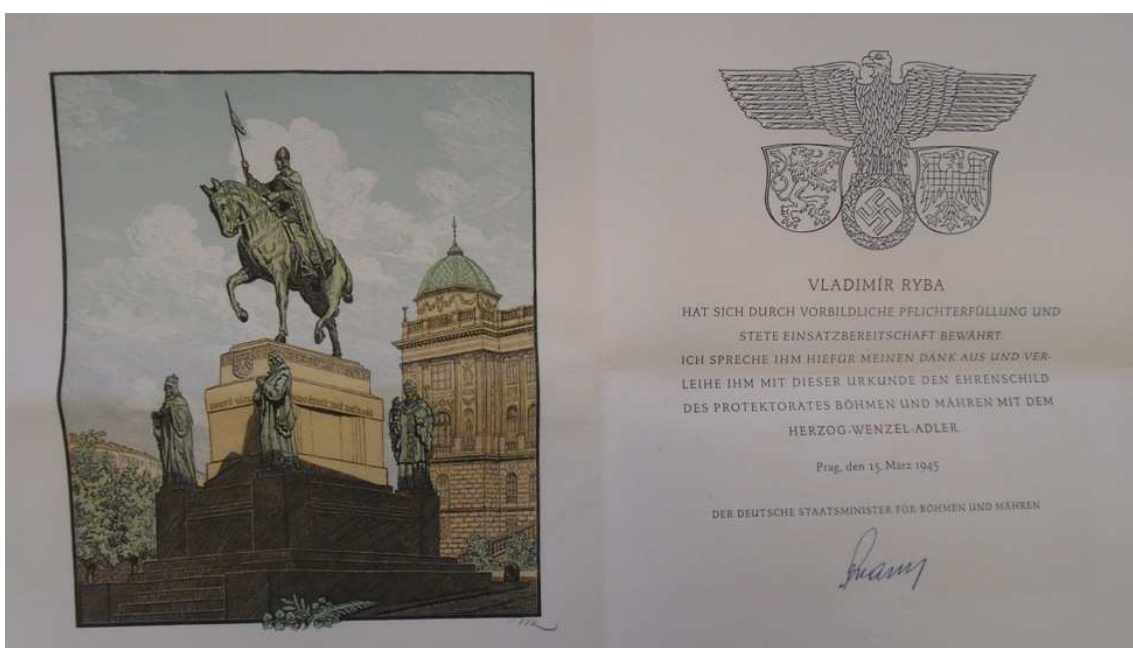 VLADIMÍR RYBA
HAT SICH DURCH VORBILDLICHE PFLICHTERFÜLLUNG UND
STETE EINSATZBEREITSCHAFT BEWÄHRT.
ICH SPRECHE IHM HIEFÜR MEINEN DANK AUS UND VER-
LEIHE IHM MIT DIESER URKUNDE DEN EHRENSCHILD
DES PROTEKTORATES BÖHMEN UND MÄHREN MIT DEM
HERZOG-WENZEL-ADLER.
Prag, den 15. März 1945
DER DEUTSCHE STAATSMINISTER FÜR BÖHMEN UND MÄHREN